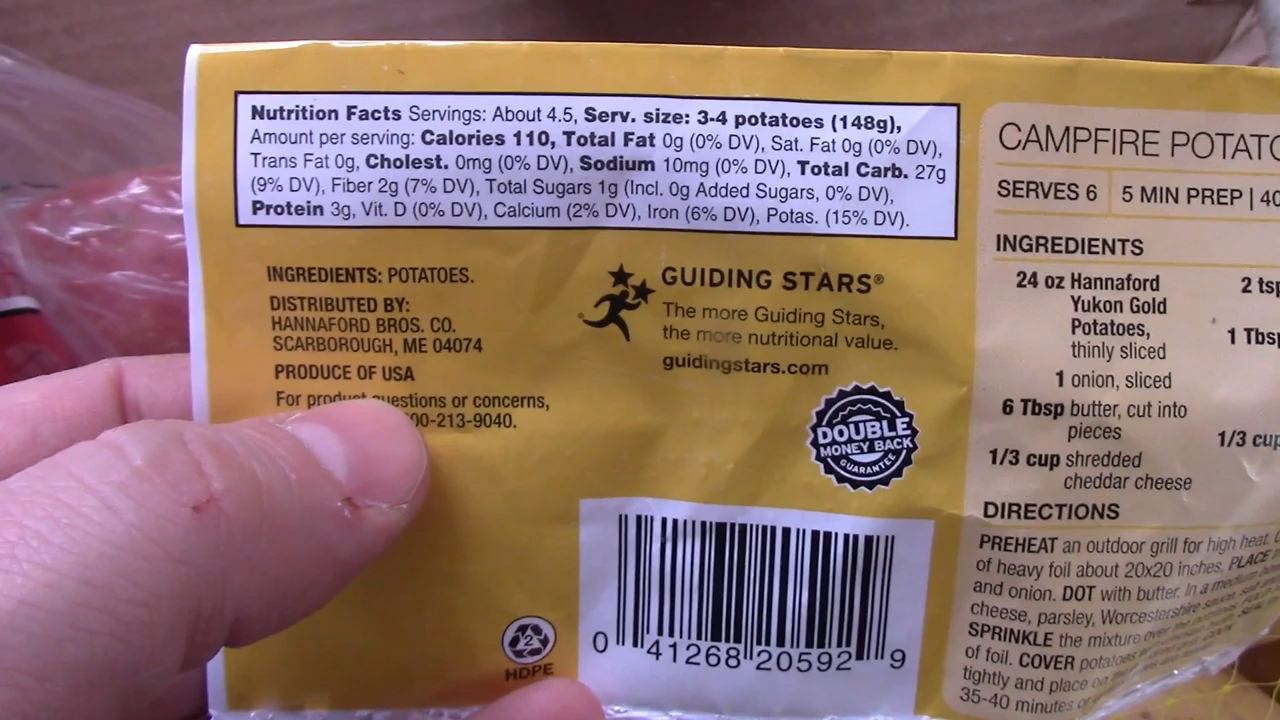 Nutrition Facts Servings: About 4.5, Serv. size: 3-4 potatoes (148g),
Amount per serving: Calories 110, Total Fat 0g (0% DV), Sat. Fat 0g (0% DV),
Trans Fat 0g, Cholest. 0mg (0% DV), Sodium 10mg (0% DV), Total Carb. 27g
(9% DV), Fiber 2g (7% DV), Total Sugars 1g (Incl. 0g Added Sugars, 0% DV),
Protein 3g, Vit. D (0% DV), Calcium (2% DV), Iron (6% DV), Potas. (15% DV).
INGREDIENTS: POTATOES.
DISTRIBUTED BY:
HANNAFORD BROS. CO.
SCARBOROUGH, ME 04074
PRODUCE OF USA
For product questions or concerns,
00-213-9040.
GUIDING STARS®
The more Guiding Stars,
the more nutritional value.
guidingstars.com
DOUBLE
MONEY BACK
GUARANTEE
2
HDPE
0 41268 20592 9
CAMPFIRE POTATO
SERVES 6 | 5 MIN PREP | 40
INGREDIENTS
24 oz Hannaford
Yukon Gold
Potatoes,
thinly sliced
1 onion, sliced
6 Tbsp butter, cut into
pieces
1/3 cup shredded
cheddar cheese
2 tsp
1 Tbsp
1/3 cup
DIRECTIONS
PREHEAT an outdoor grill for high heat.
of heavy foil about 20x20 inches. PLACE
and onion. DOT with butter. In a medium
cheese, parsley, Worcestershire sauce,
SPRINKLE the mixture over the
of foil. COVER potatoes
tightly and place on
35-40 minutes or